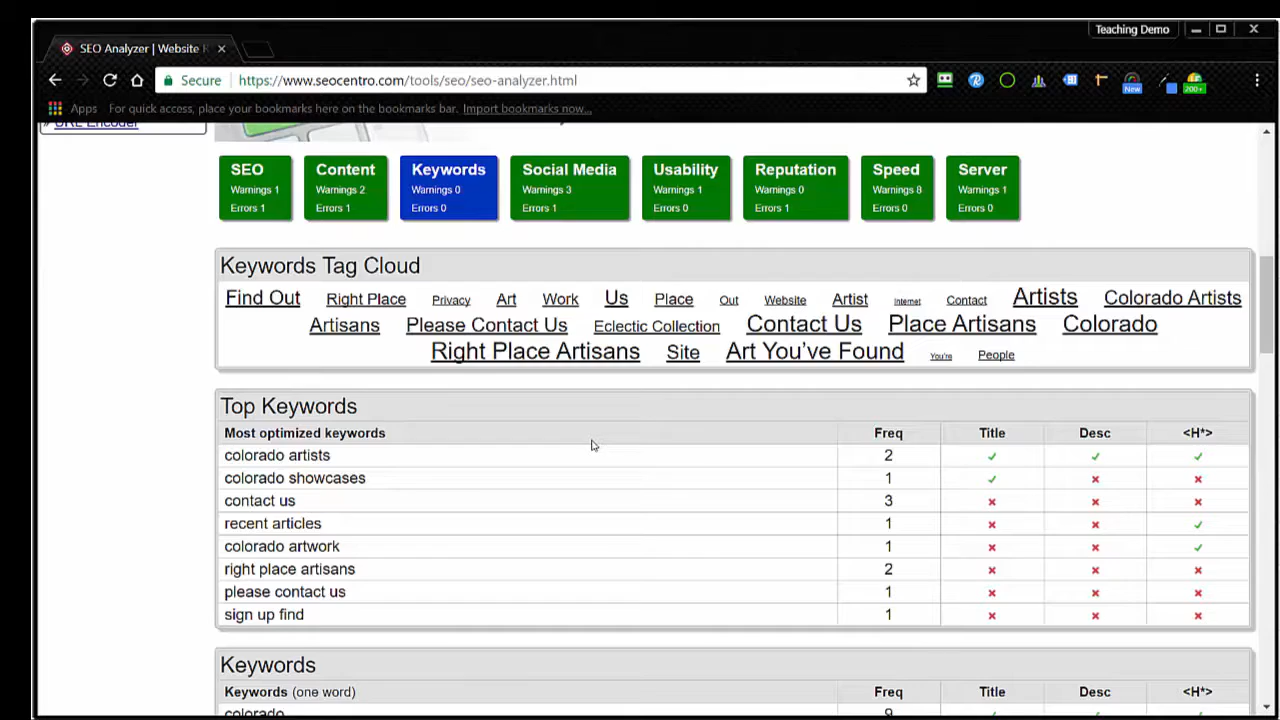 Teaching Demo
SEO Analyzer | Website R
Secure https://www.seocentro.com/tools/seo/seo-analyzer.html
New
200+
Apps For quick access, place your bookmarks here on the bookmarks bar. Import bookmarks now...
» URL Encoder
SEO Content Keywords Social Media Usability Reputation Speed Server
Warnings 1 Warnings 2 Warnings 0 Warnings 3 Warnings 1 Warnings 0 Warnings 8 Warnings 1
Errors 1 Errors 1 Errors 0 Errors 1 Errors 0 Errors 1 Errors 0 Errors 0
Keywords Tag Cloud
Find Out Right Place Privacy Art Work Us Place Out Website Artist Internet Contact Artists Colorado Artists
Artisans Please Contact Us Eclectic Collection Contact Us Place Artisans Colorado
Right Place Artisans Site Art You've Found You're People
Top Keywords
Most optimized keywords Freq Title Desc <H*>
colorado artists 2 ✓ ✓ ✓
colorado showcases 1 ✓ × ×
contact us 3 × × ×
recent articles 1 × × ✓
colorado artwork 1 × × ✓
right place artisans 2 × × ×
please contact us 1 × × ×
sign up find 1 × × ×
Keywords
Keywords (one word) Freq Title Desc <H*>
colorado 9